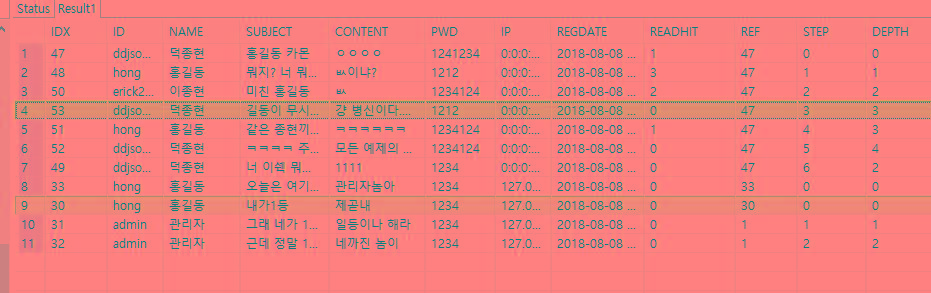 Status Result1
IDX ID NAME SUBJECT CONTENT PWD IP REGDATE READHIT REF STEP DEPTH
1 47 ddjso... 덕종현 홍길동 카몬 ㅇㅇㅇㅇ 1241234 0:0:0:... 2018-08-08 ... 1 47 0 0
2 48 hong 홍길동 뭐지? 너 뭐... ㅄ이냐? 1212 0:0:0:... 2018-08-08 ... 3 47 1 1
3 50 erick2... 이종현 미친 홍길동 ㅄ 1234124 0:0:0:... 2018-08-08 ... 2 47 2 2
4 53 ddjso... 덕종현 길동이 무시... 걍 병신이다.... 1212 0:0:0:... 2018-08-08 ... 0 47 3 3
5 51 hong 홍길동 같은 종현끼... ㅋㅋㅋㅋㅋㅋ 1234124 0:0:0:... 2018-08-08 ... 1 47 4 3
6 52 ddjso... 덕종현 ㅋㅋㅋㅋ 주... 모든 예제의 ... 1234124 0:0:0:... 2018-08-08 ... 0 47 5 4
7 49 ddjso... 덕종현 너 이쉑 뭐... 1111 1234 0:0:0:... 2018-08-08 ... 0 47 6 2
8 33 hong 홍길동 오늘은 여기... 관리자놈아 1234 127.0... 2018-08-08 ... 0 33 0 0
9 30 hong 홍길동 내가1등 제곧내 1234 127.0... 2018-08-08 ... 0 30 0 0
10 31 admin 관리자 그래 네가 1... 일등이나 해라 1234 127.0... 2018-08-08 ... 0 1 1 1
11 32 admin 관리자 근데 정말 1... 네까진 놈이 1234 127.0... 2018-08-08 ... 0 1 2 2